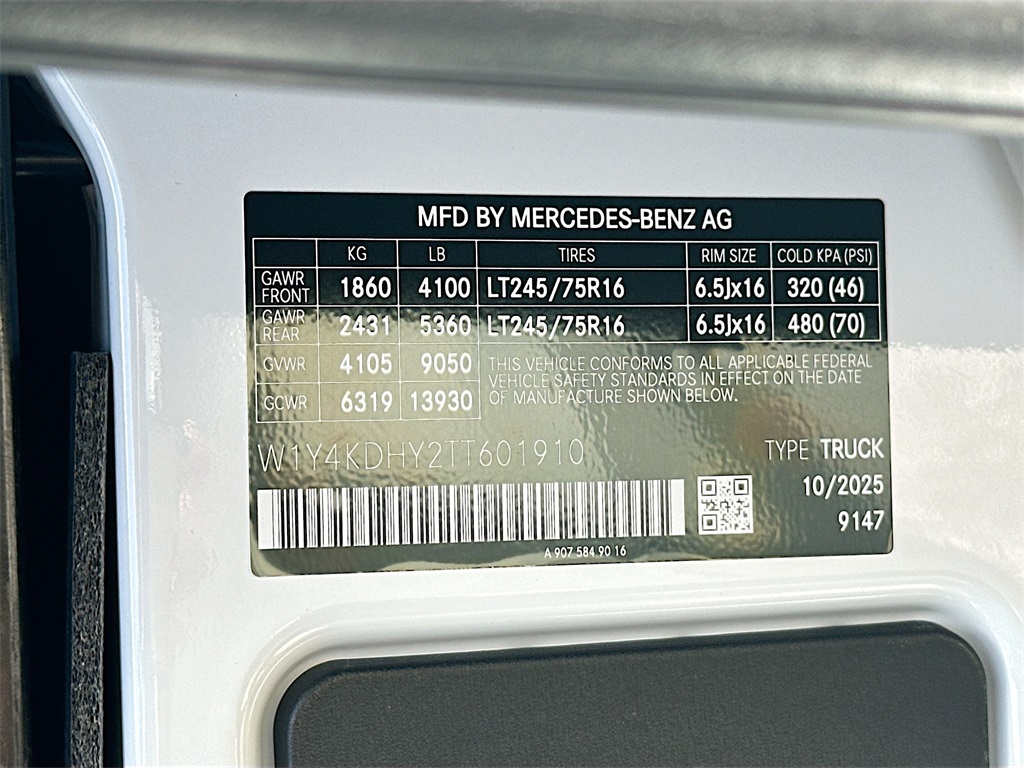 MFD BY MERCEDES-BENZ AG
KG LB TIRES RIM SIZE COLD KPA (PSI)
GAWR FRONT 1860 4100 LT245/75R16 6.5Jx16 320 (46)
GAWR REAR 2431 5360 LT245/75R16 6.5Jx16 480 (70)
GVWR 4105 9050
GCWR 6319 13930
THIS VEHICLE CONFORMS TO ALL APPLICABLE FEDERAL
VEHICLE SAFETY STANDARDS IN EFFECT ON THE DATE
OF MANUFACTURE SHOWN BELOW.
W1Y4KDHY2TT601910
TYPE TRUCK
10/2025
9147
A 907 584 90 16